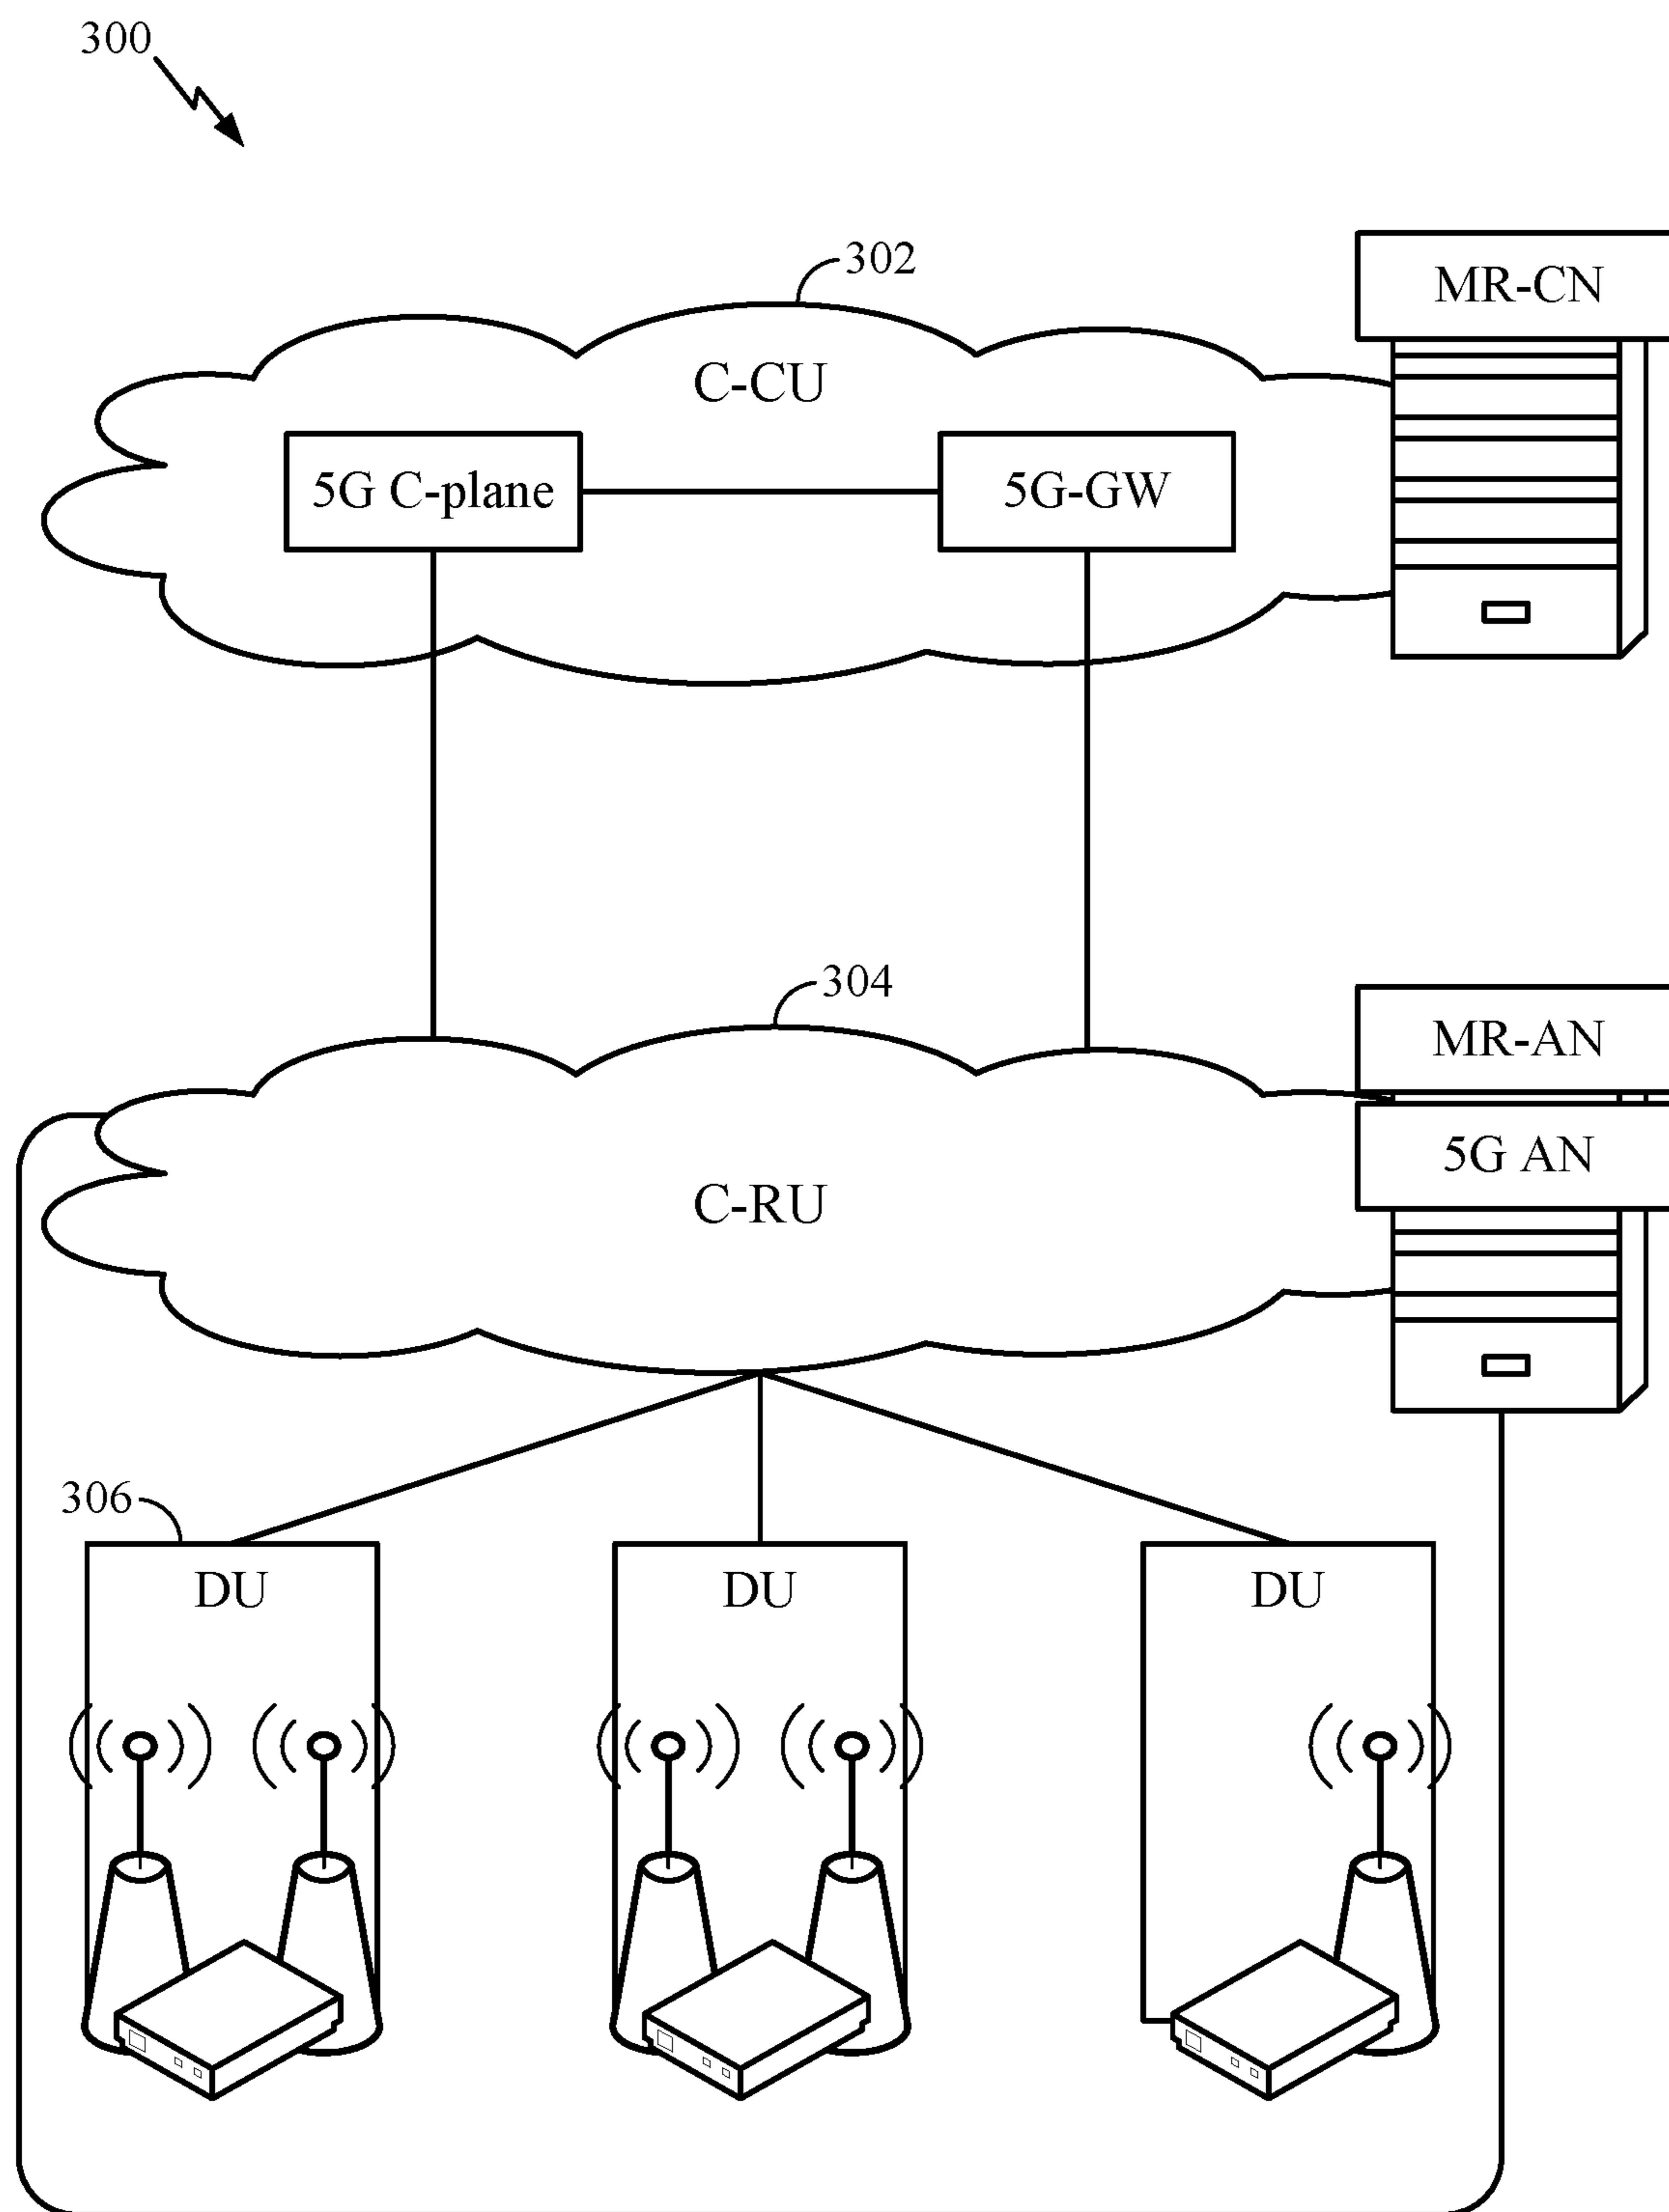 300
302
MR-CN
C-CU
5G C-plane
5G-GW
304
MR-AN
5G AN
C-RU
306
DU
DU
DU